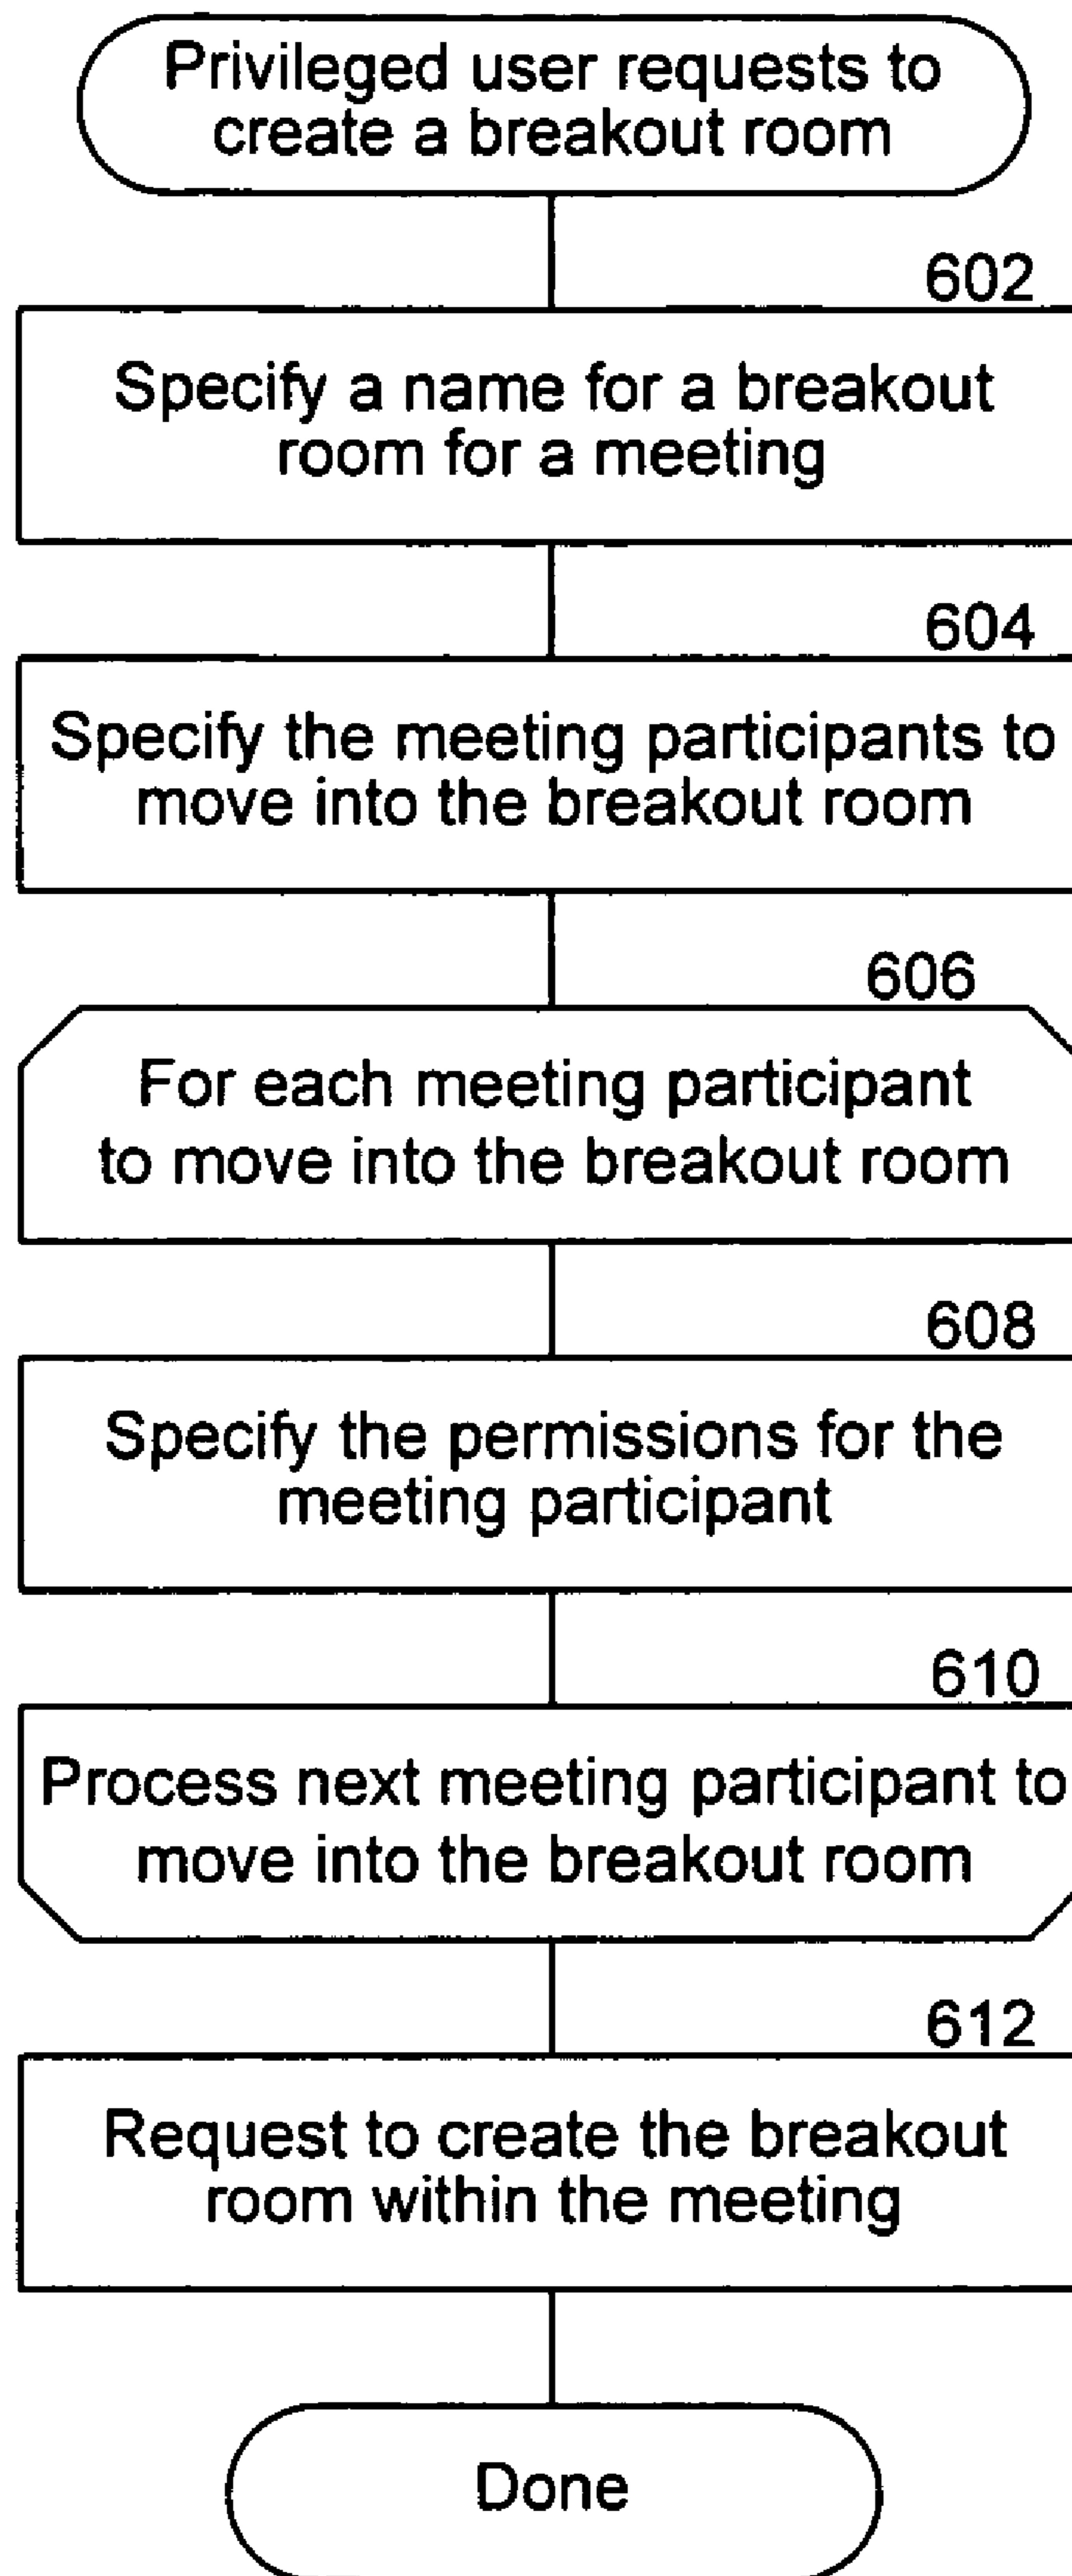 Privileged user requests to
create a breakout room
602
Specify a name for a breakout
room for a meeting
604
Specify the meeting participants to
move into the breakout room
606
For each meeting participant
to move into the breakout room
608
Specify the permissions for the
meeting participant
610
Process next meeting participant to
move into the breakout room
612
Request to create the breakout
room within the meeting
Done